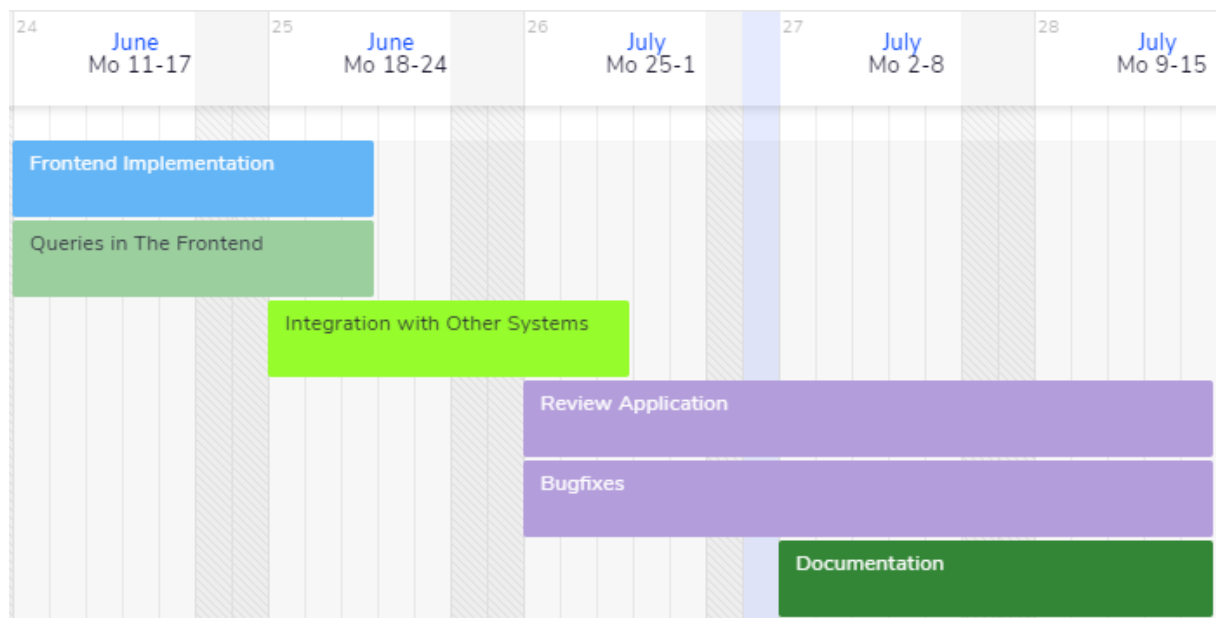 24
June
Mo 11-17
25
June
Mo 18-24
26
July
Mo 25-1
27
July
Mo 2-8
28
July
Mo 9-15
Frontend Implementation
Queries in The Frontend
Integration with Other Systems
Review Application
Bugfixes
Documentation